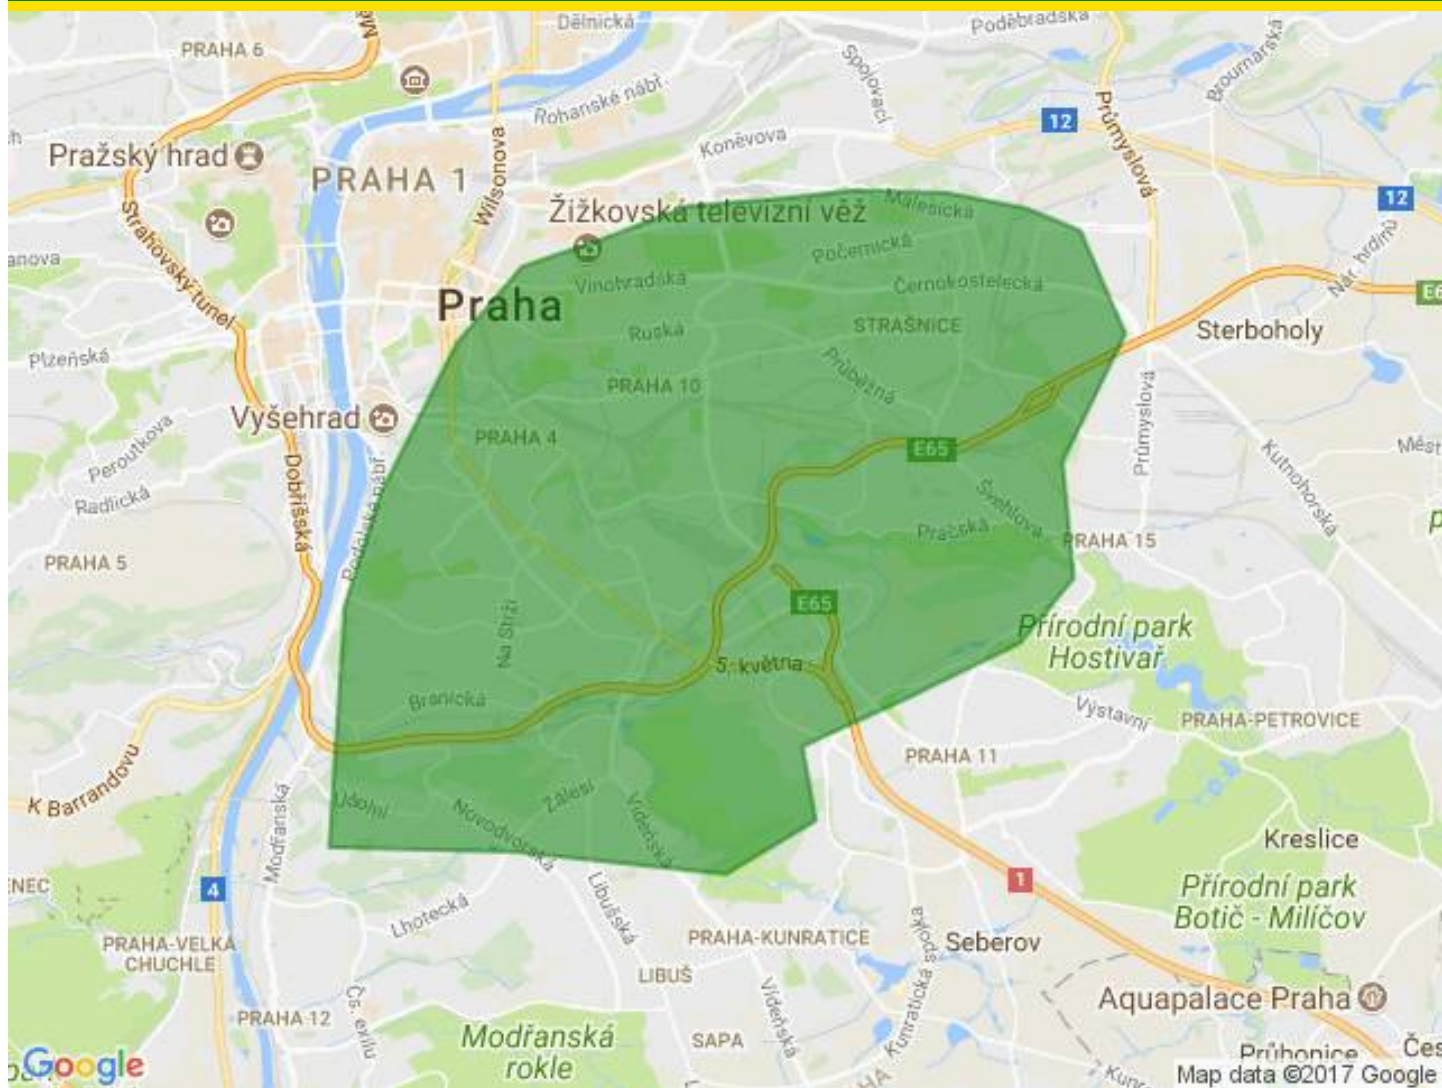 Dělnická
Poděbradská
PRAHA 6
Spojovací
Broumarská
Rohanské nábř.
12
Průmyslová
Koněvova
Pražský hrad
PRAHA 1
Wilsonova
12
Žižkovská televizní věž
Malešická
Strahovský tunel
Počernická
Nár. hrdinů
Vinohradská
Černokostelecká
Praha
STRAŠNICE
Sterboholy
Ruská
Plzeňská
Průběžná
PRAHA 10
Průmyslová
Vyšehrad
PRAHA 4
Peroutkova
E65
Kutnohorská
Radlická
Dobříšská
Podolské nábř.
Švehlova
Pračská
PRAHA 15
PRAHA 5
E65
Na Strži
Přírodní park
Hostivař
5. května
Branická
Výstavní
PRAHA-PETROVICE
PRAHA 11
K Barrandovu
Údolní
Zálesí
Novodvorská
Vídeňská
Modřanská
Kreslice
4
1
Libušská
Přírodní park
Botič - Milíčov
Lhotecká
PRAHA-VELKÁ
CHUCHLE
PRAHA-KUNRATICE
Seberov
LIBUŠ
Kunratická spojka
Vídeňská
Čs. exilu
Aquapalace Praha
PRAHA 12
Modřanská
rokle
SAPA
Průhonice
Google
Map data ©2017 Google